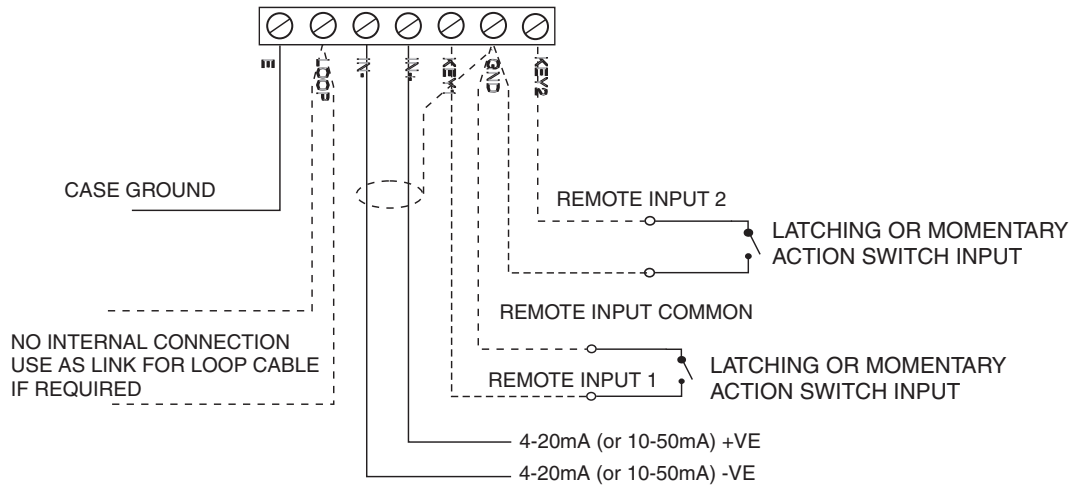 E
LOOP
IN-
IN+
KEY1
GND
KEY2
CASE GROUND
REMOTE INPUT 2
LATCHING OR MOMENTARY
ACTION SWITCH INPUT
REMOTE INPUT COMMON
NO INTERNAL CONNECTION
USE AS LINK FOR LOOP CABLE
IF REQUIRED
REMOTE INPUT 1
LATCHING OR MOMENTARY
ACTION SWITCH INPUT
4-20mA (or 10-50mA) +VE
4-20mA (or 10-50mA) -VE